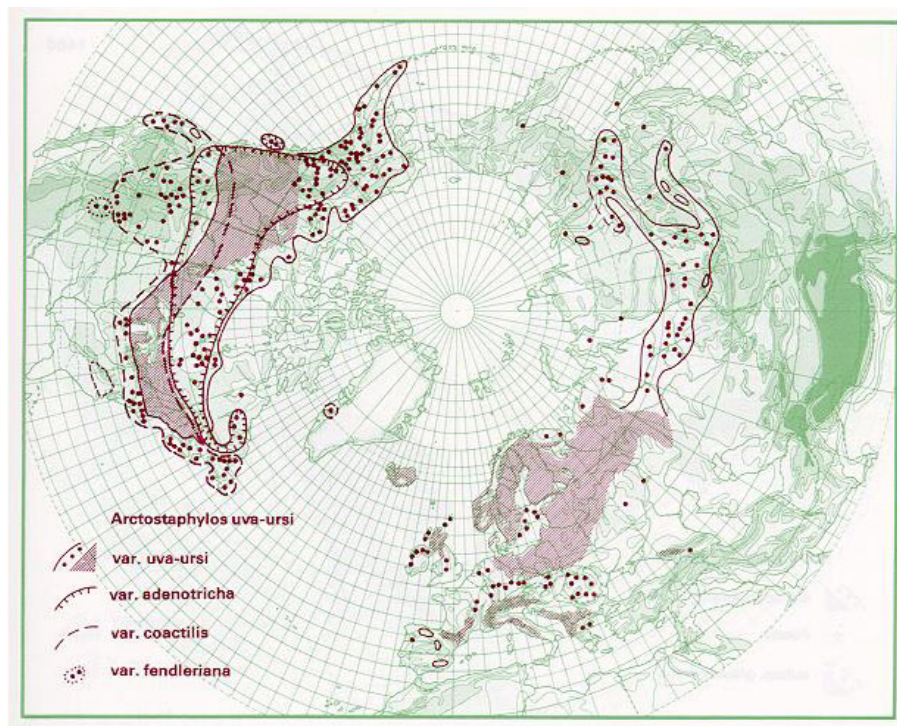 Arctostaphylos uva-ursi
var. uva-ursi
var. adenotricha
var. coactilis
var. fendleriana